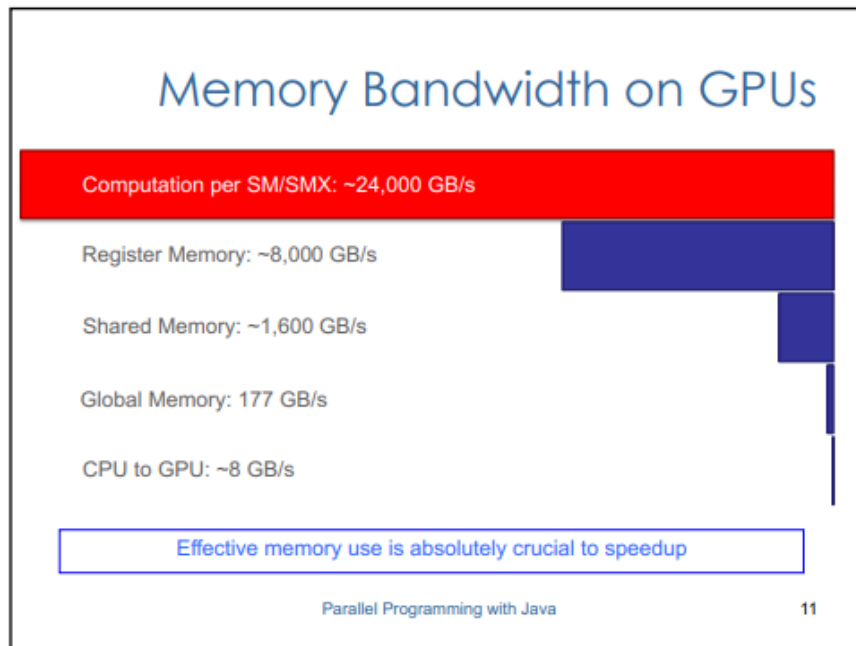 Memory Bandwidth on GPUs
Computation per SM/SMX: ~24,000 GB/s
Register Memory: ~8,000 GB/s
Shared Memory: ~1,600 GB/s
Global Memory: 177 GB/s
CPU to GPU: ~8 GB/s
Effective memory use is absolutely crucial to speedup
Parallel Programming with Java
11